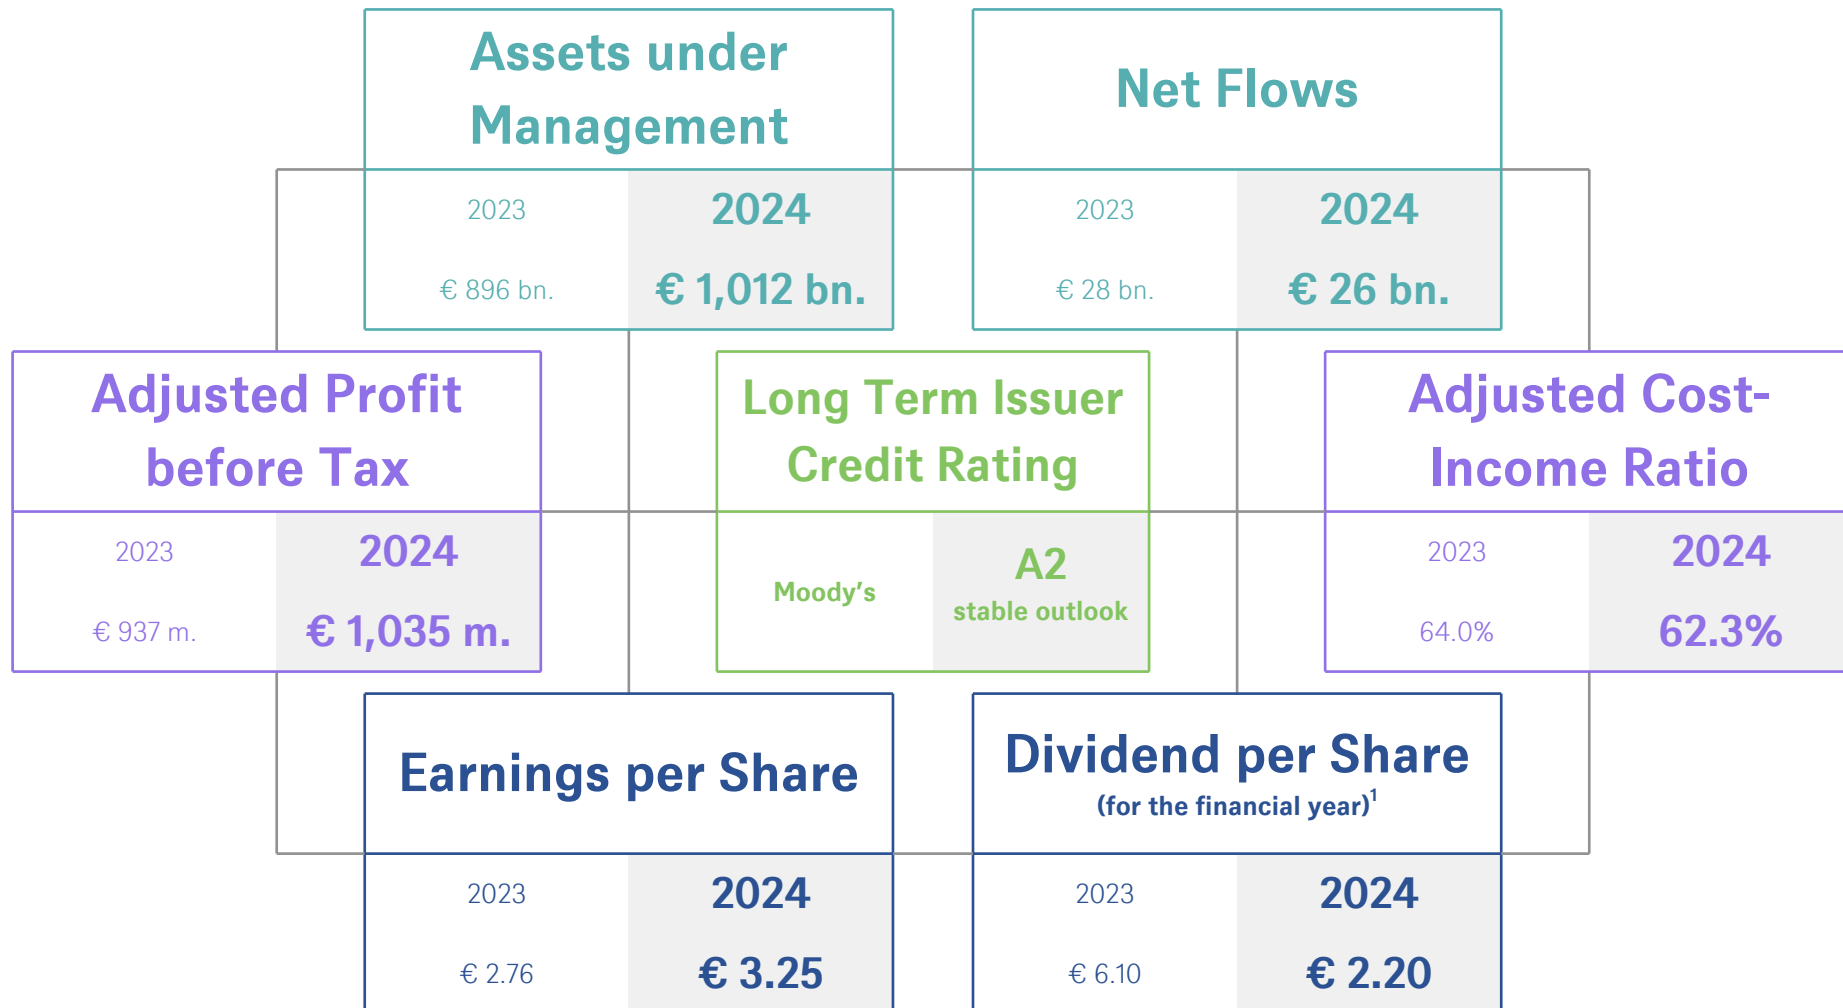 Assets under
Management
2023 2024
€ 896 bn. € 1,012 bn.
Net Flows
2023 2024
€ 28 bn. € 26 bn.
Adjusted Profit
before Tax
2023 2024
€ 937 m. € 1,035 m.
Long Term Issuer
Credit Rating
Moody’s
A2
stable outlook
Adjusted Cost-
Income Ratio
2023 2024
64.0% 62.3%
Earnings per Share
2023 2024
€ 2.76 € 3.25
Dividend per Share
(for the financial year)¹
2023 2024
€ 6.10 € 2.20